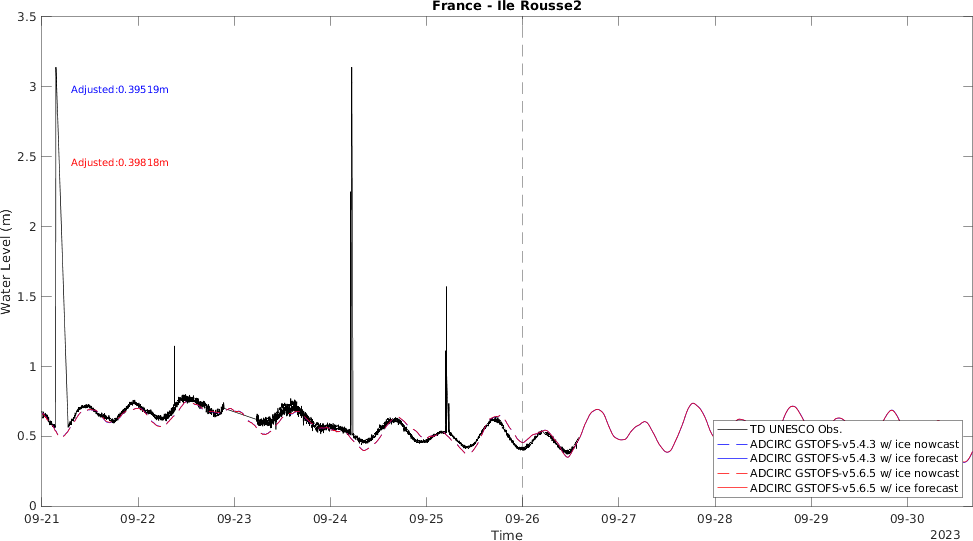 France - Ile Rousse2
3.5
3
2.5
2
1.5
1
0.5
0
Water Level (m)
Adjusted:0.39519m
Adjusted:0.39818m
TD UNESCO Obs.
ADCIRC GSTOFS-v5.4.3 w/ ice nowcast
ADCIRC GSTOFS-v5.4.3 w/ ice forecast
ADCIRC GSTOFS-v5.6.5 w/ ice nowcast
ADCIRC GSTOFS-v5.6.5 w/ ice forecast
09-21 09-22 09-23 09-24 09-25 09-26 09-27 09-28 09-29 09-30
Time
2023